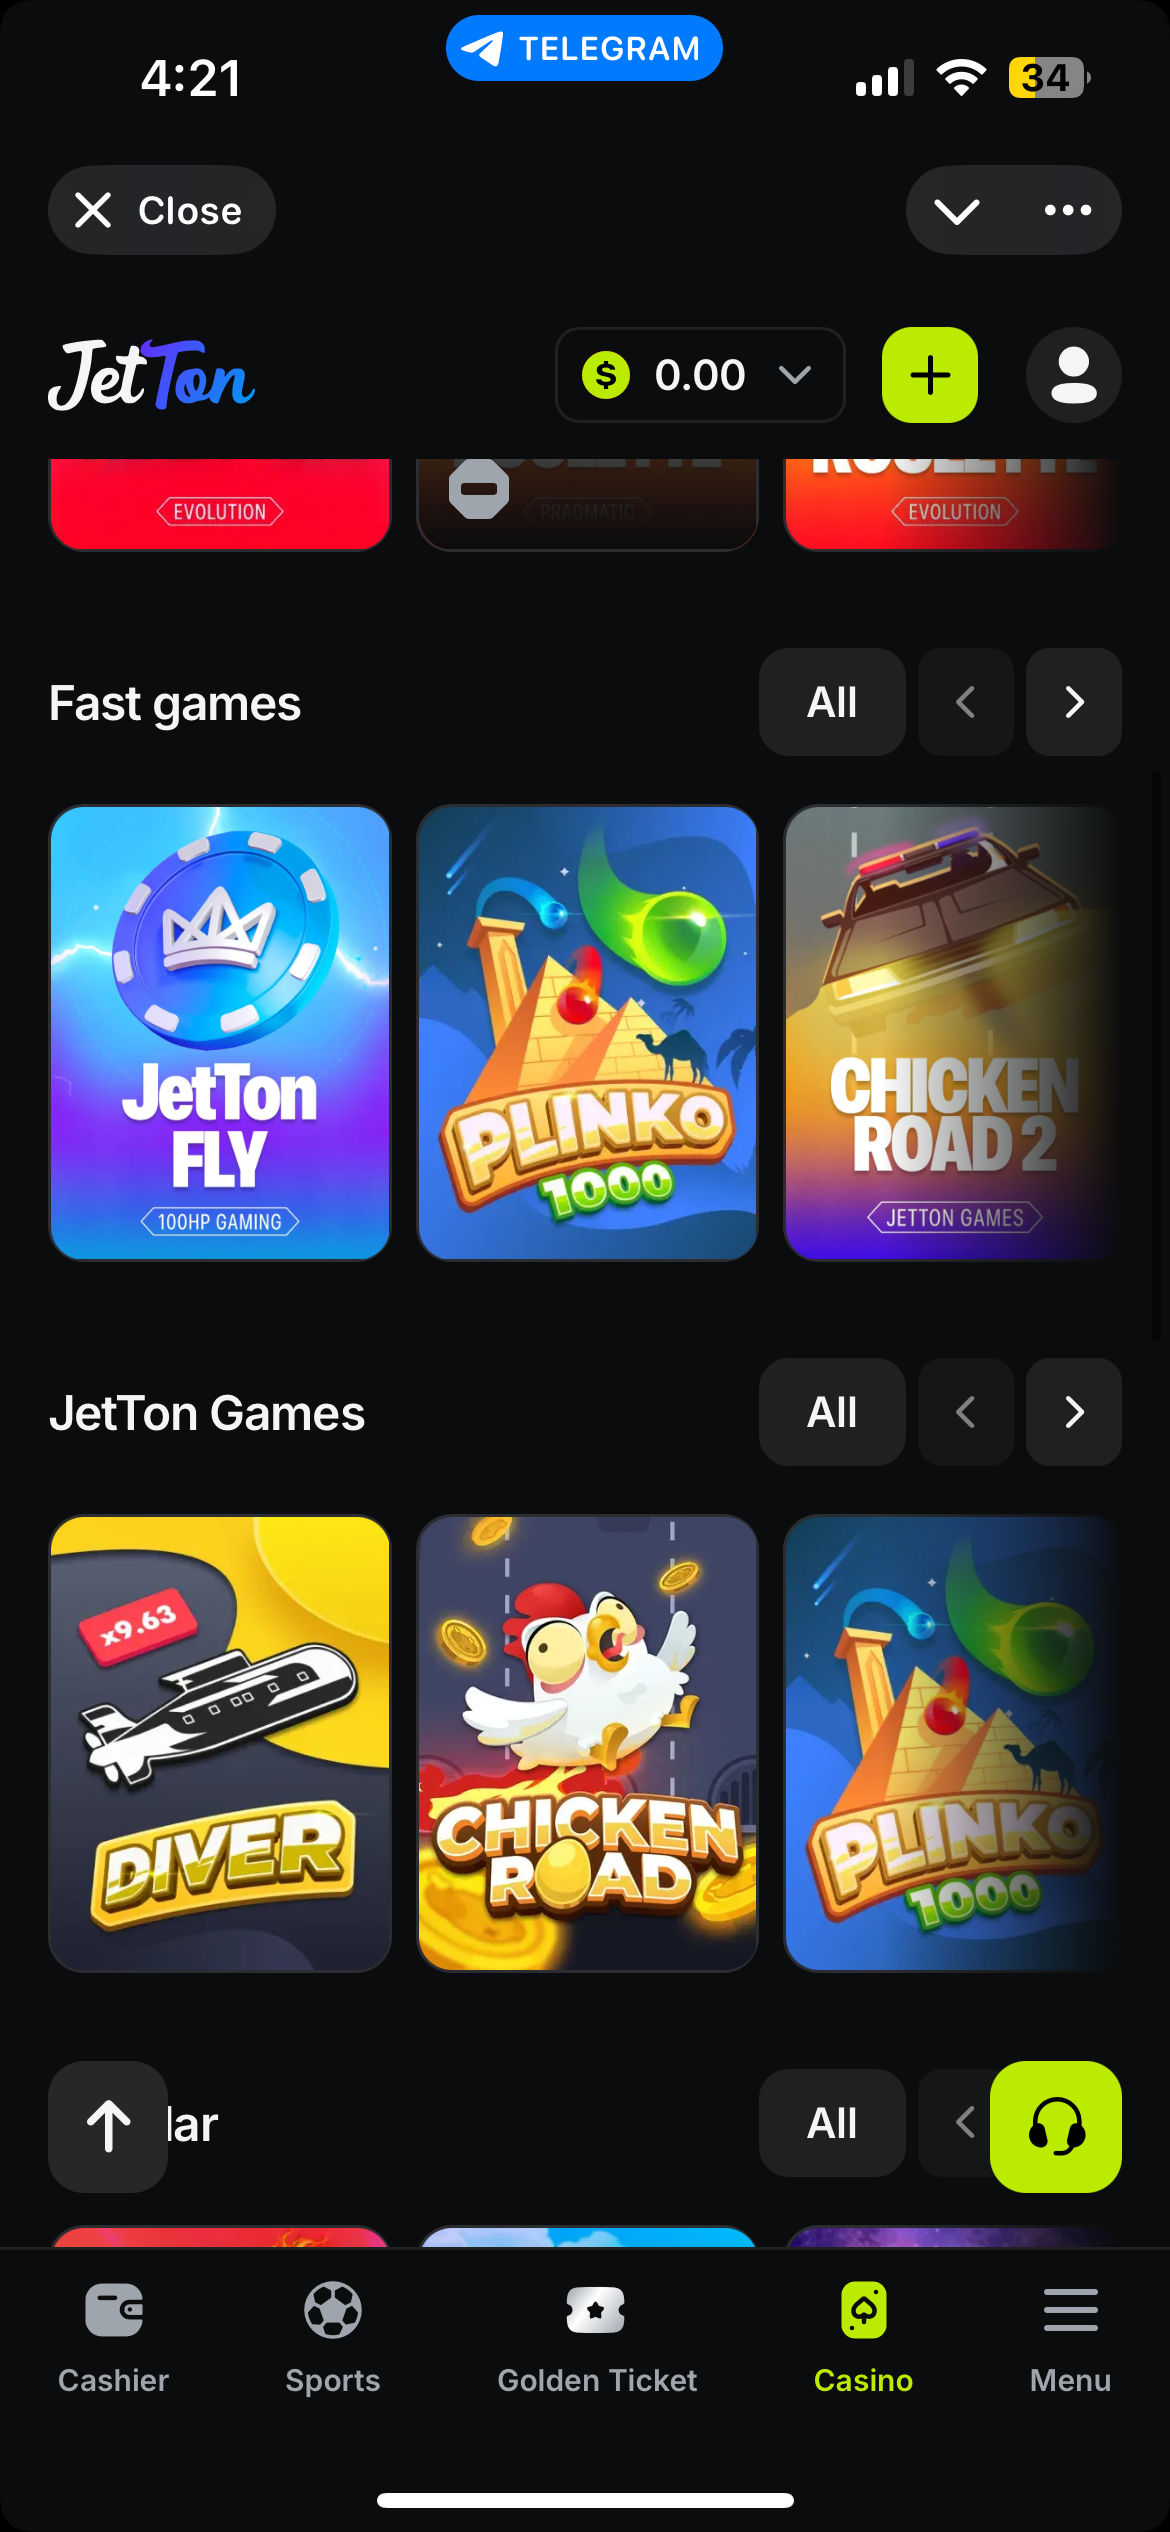 4:21
TELEGRAM
34
Close
JetTon
$ 0.00
EVOLUTION
PRAGMATIC
EVOLUTION
Fast games
All
JetTon
FLY
100HP GAMING
PLINKO
1000
CHICKEN
ROAD 2
JETTON GAMES
JetTon Games
All
x9.63
DIVER
CHICKEN
ROAD
PLINKO
1000
lar
All
Cashier
Sports
Golden Ticket
Casino
Menu